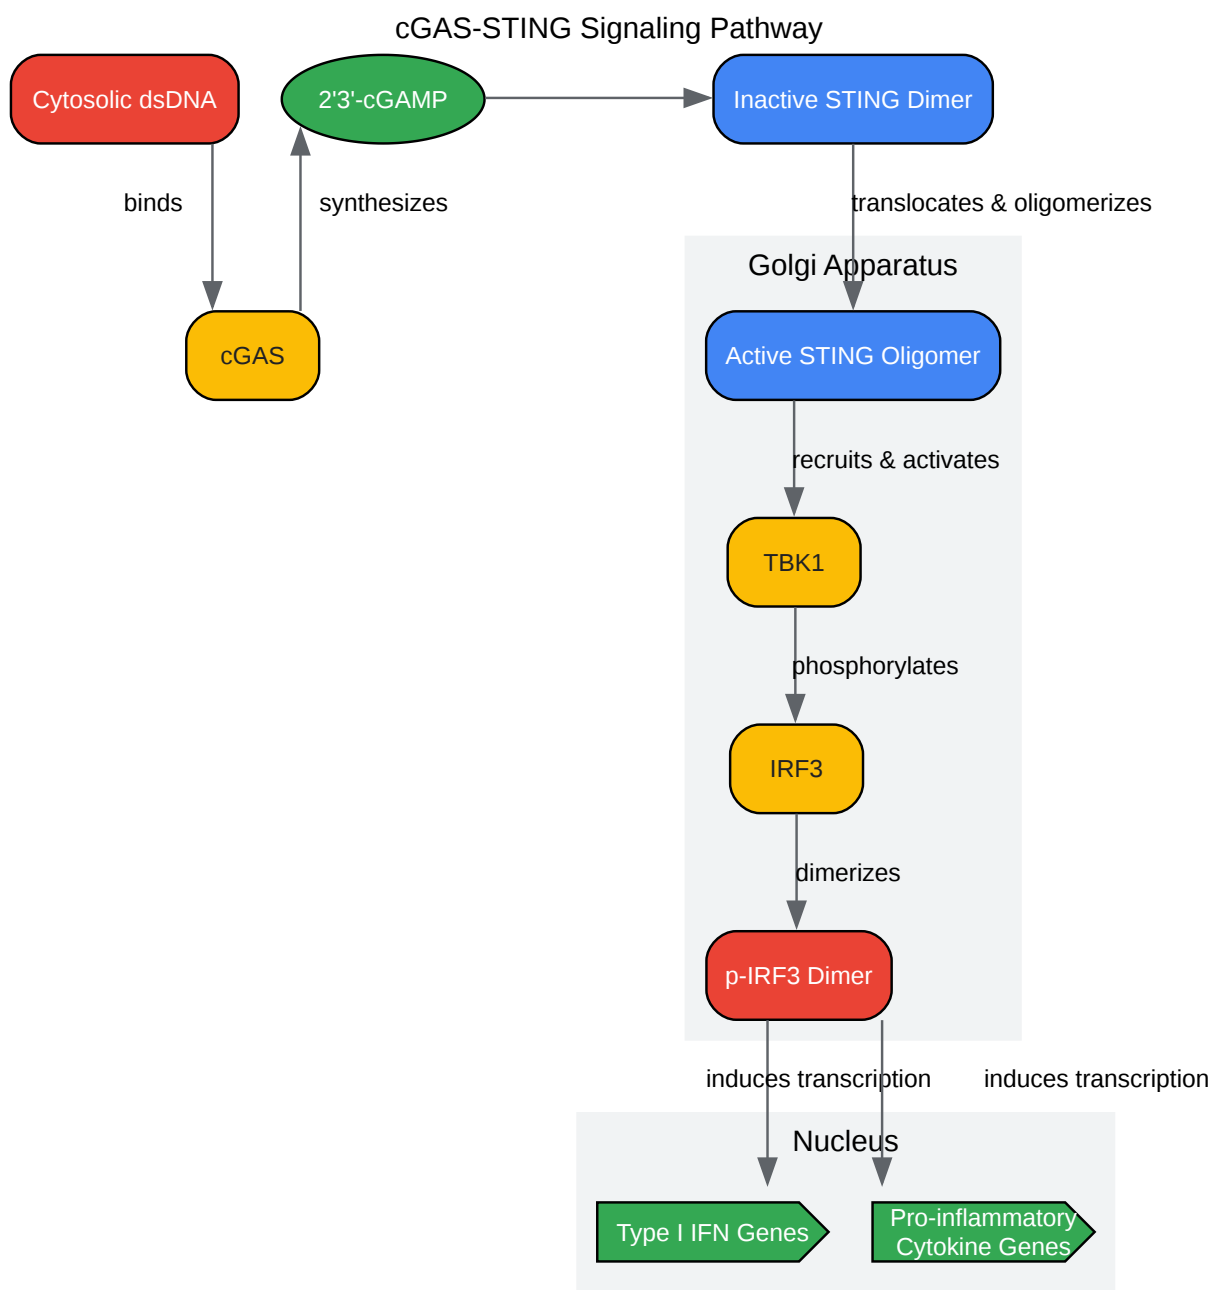 cGAS-STING Signaling Pathway
Cytosolic dsDNA
2'3'-cGAMP
Inactive STING Dimer
binds
synthesizes
translocates & oligomerizes
Golgi Apparatus
cGAS
Active STING Oligomer
recruits & activates
TBK1
phosphorylates
IRF3
dimerizes
p-IRF3 Dimer
induces transcription
induces transcription
Nucleus
Type I IFN Genes
Pro-inflammatory
Cytokine Genes